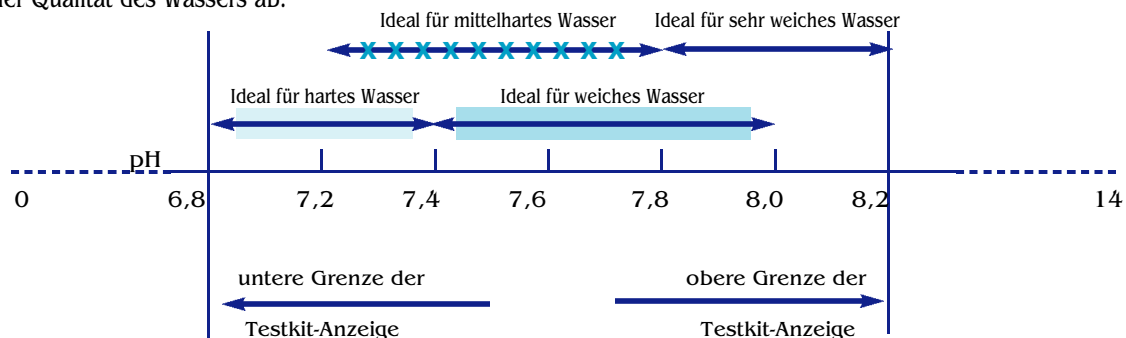 Qualität des Wassers ab.
Ideal für mittelhartes Wasser Ideal für sehr weiches Wasser
Ideal für hartes Wasser Ideal für weiches Wasser
pH
0 6,8 7,2 7,4 7,6 7,8 8,0 8,2 14
untere Grenze der obere Grenze der
Testkit-Anzeige Testkit-Anzeige